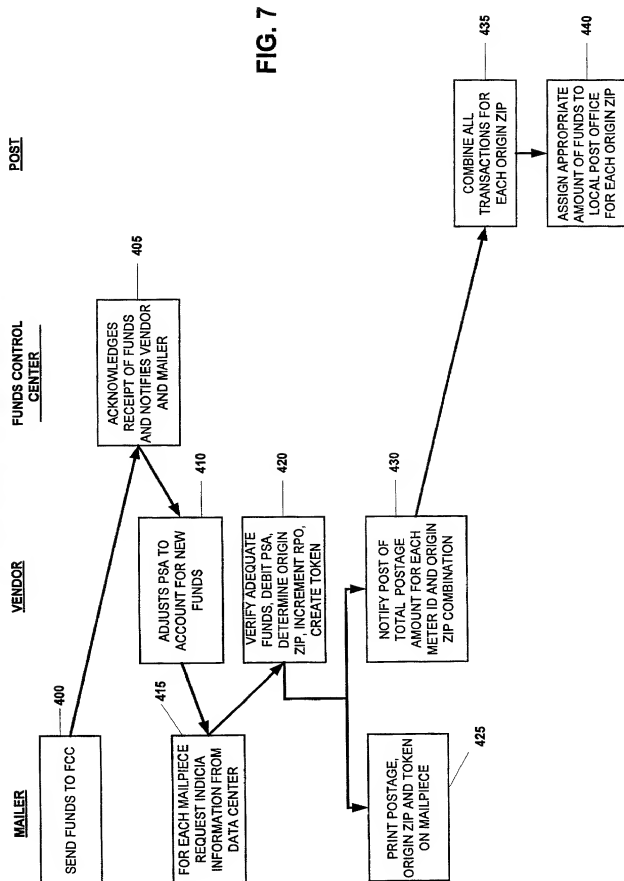 FIG. 7
MAILER
VENDOR
FUNDS CONTROL
CENTER
POST
400
SEND FUNDS TO FCC
405
ACKNOWLEDGES
RECEIPT OF FUNDS
AND NOTIFIES VENDOR
AND MAILER
410
ADJUSTS PSA TO
ACCOUNT FOR NEW
FUNDS
415
FOR EACH MAILPIECE
REQUEST INDICIA
INFORMATION FROM
DATA CENTER
420
VERIFY ADEQUATE
FUNDS, DEBIT PSA,
DETERMINE ORIGIN
ZIP, INCREMENT RPO,
CREATE TOKEN
425
PRINT POSTAGE,
ORIGIN ZIP AND TOKEN
ON MAILPIECE
430
NOTIFY POST OF
TOTAL POSTAGE
AMOUNT FOR EACH
METER ID AND ORIGIN
ZIP COMBINATION
435
COMBINE ALL
TRANSACTIONS FOR
EACH ORIGIN ZIP
440
ASSIGN APPROPRIATE
AMOUNT OF FUNDS TO
LOCAL POST OFFICE
FOR EACH ORIGIN ZIP